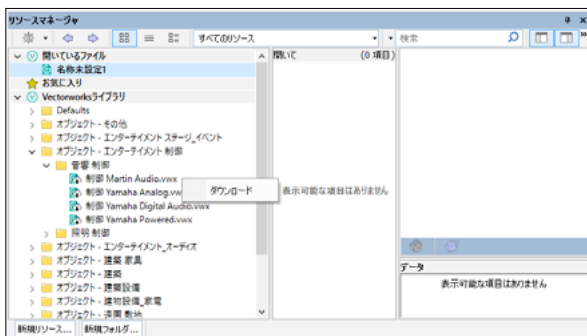 リソースマネージャ
すべてのリソース
検索
開いているファイル
名称未設定1
お気に入り
Vectorworksライブラリ
Defaults
オブジェクト - その他
オブジェクト - エンターテイメント ステージ_イベント
オブジェクト - エンターテイメント 制御
音響 制御
制御 Martin Audio.vwx
制御 Yamaha Analog.vw
制御 Yamaha Digital Audio.vwx
制御 Yamaha Powered.vwx
照明 制御
オブジェクト - エンターテイメント_オーディオ
オブジェクト - 建築 家具
オブジェクト - 建築
オブジェクト - 建築設備
オブジェクト - 建物設備_家電
オブジェクト - 造園 敷地
ダウンロード
開いて (0 項目)
表示可能な項目はありません
データ
表示可能な項目はありません
新規リソース... 新規フォルダ...